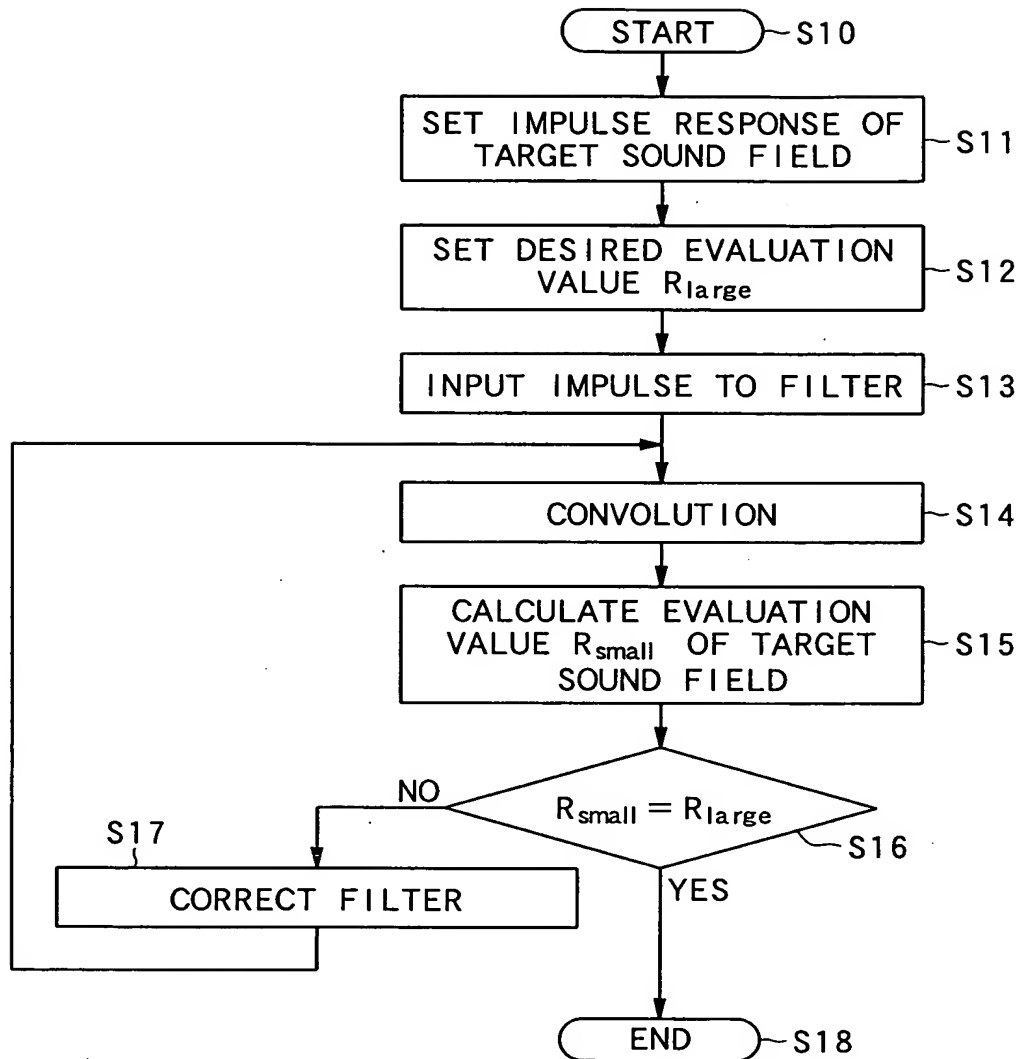 START
S10
SET IMPULSE RESPONSE OF
TARGET SOUND FIELD
S11
SET DESIRED EVALUATION
VALUE Rlarge
S12
INPUT IMPULSE TO FILTER
S13
CONVOLUTION
S14
CALCULATE EVALUATION
VALUE Rsmall OF TARGET
SOUND FIELD
S15
Rsmall = Rlarge
S16
NO
S17
CORRECT FILTER
YES
END
S18